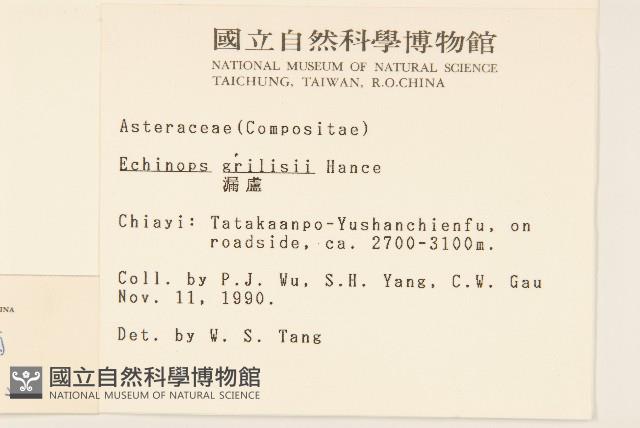 國立自然科學博物館
NATIONAL MUSEUM OF NATURAL SCIENCE
TAICHUNG, TAIWAN, R.O.CHINA
Asteraceae(Compositae)
Echinops grilisii Hance
漏盧
Chiayi: Tatakaanpo-Yushanchienfu, on
roadside, ca. 2700-3100m.
Coll. by P.J. Wu, S.H. Yang, C.W. Gau
Nov. 11, 1990.
Det. by W. S. Tang
INA
國立自然科學博物館
NATIONAL MUSEUM OF NATURAL SCIENCE